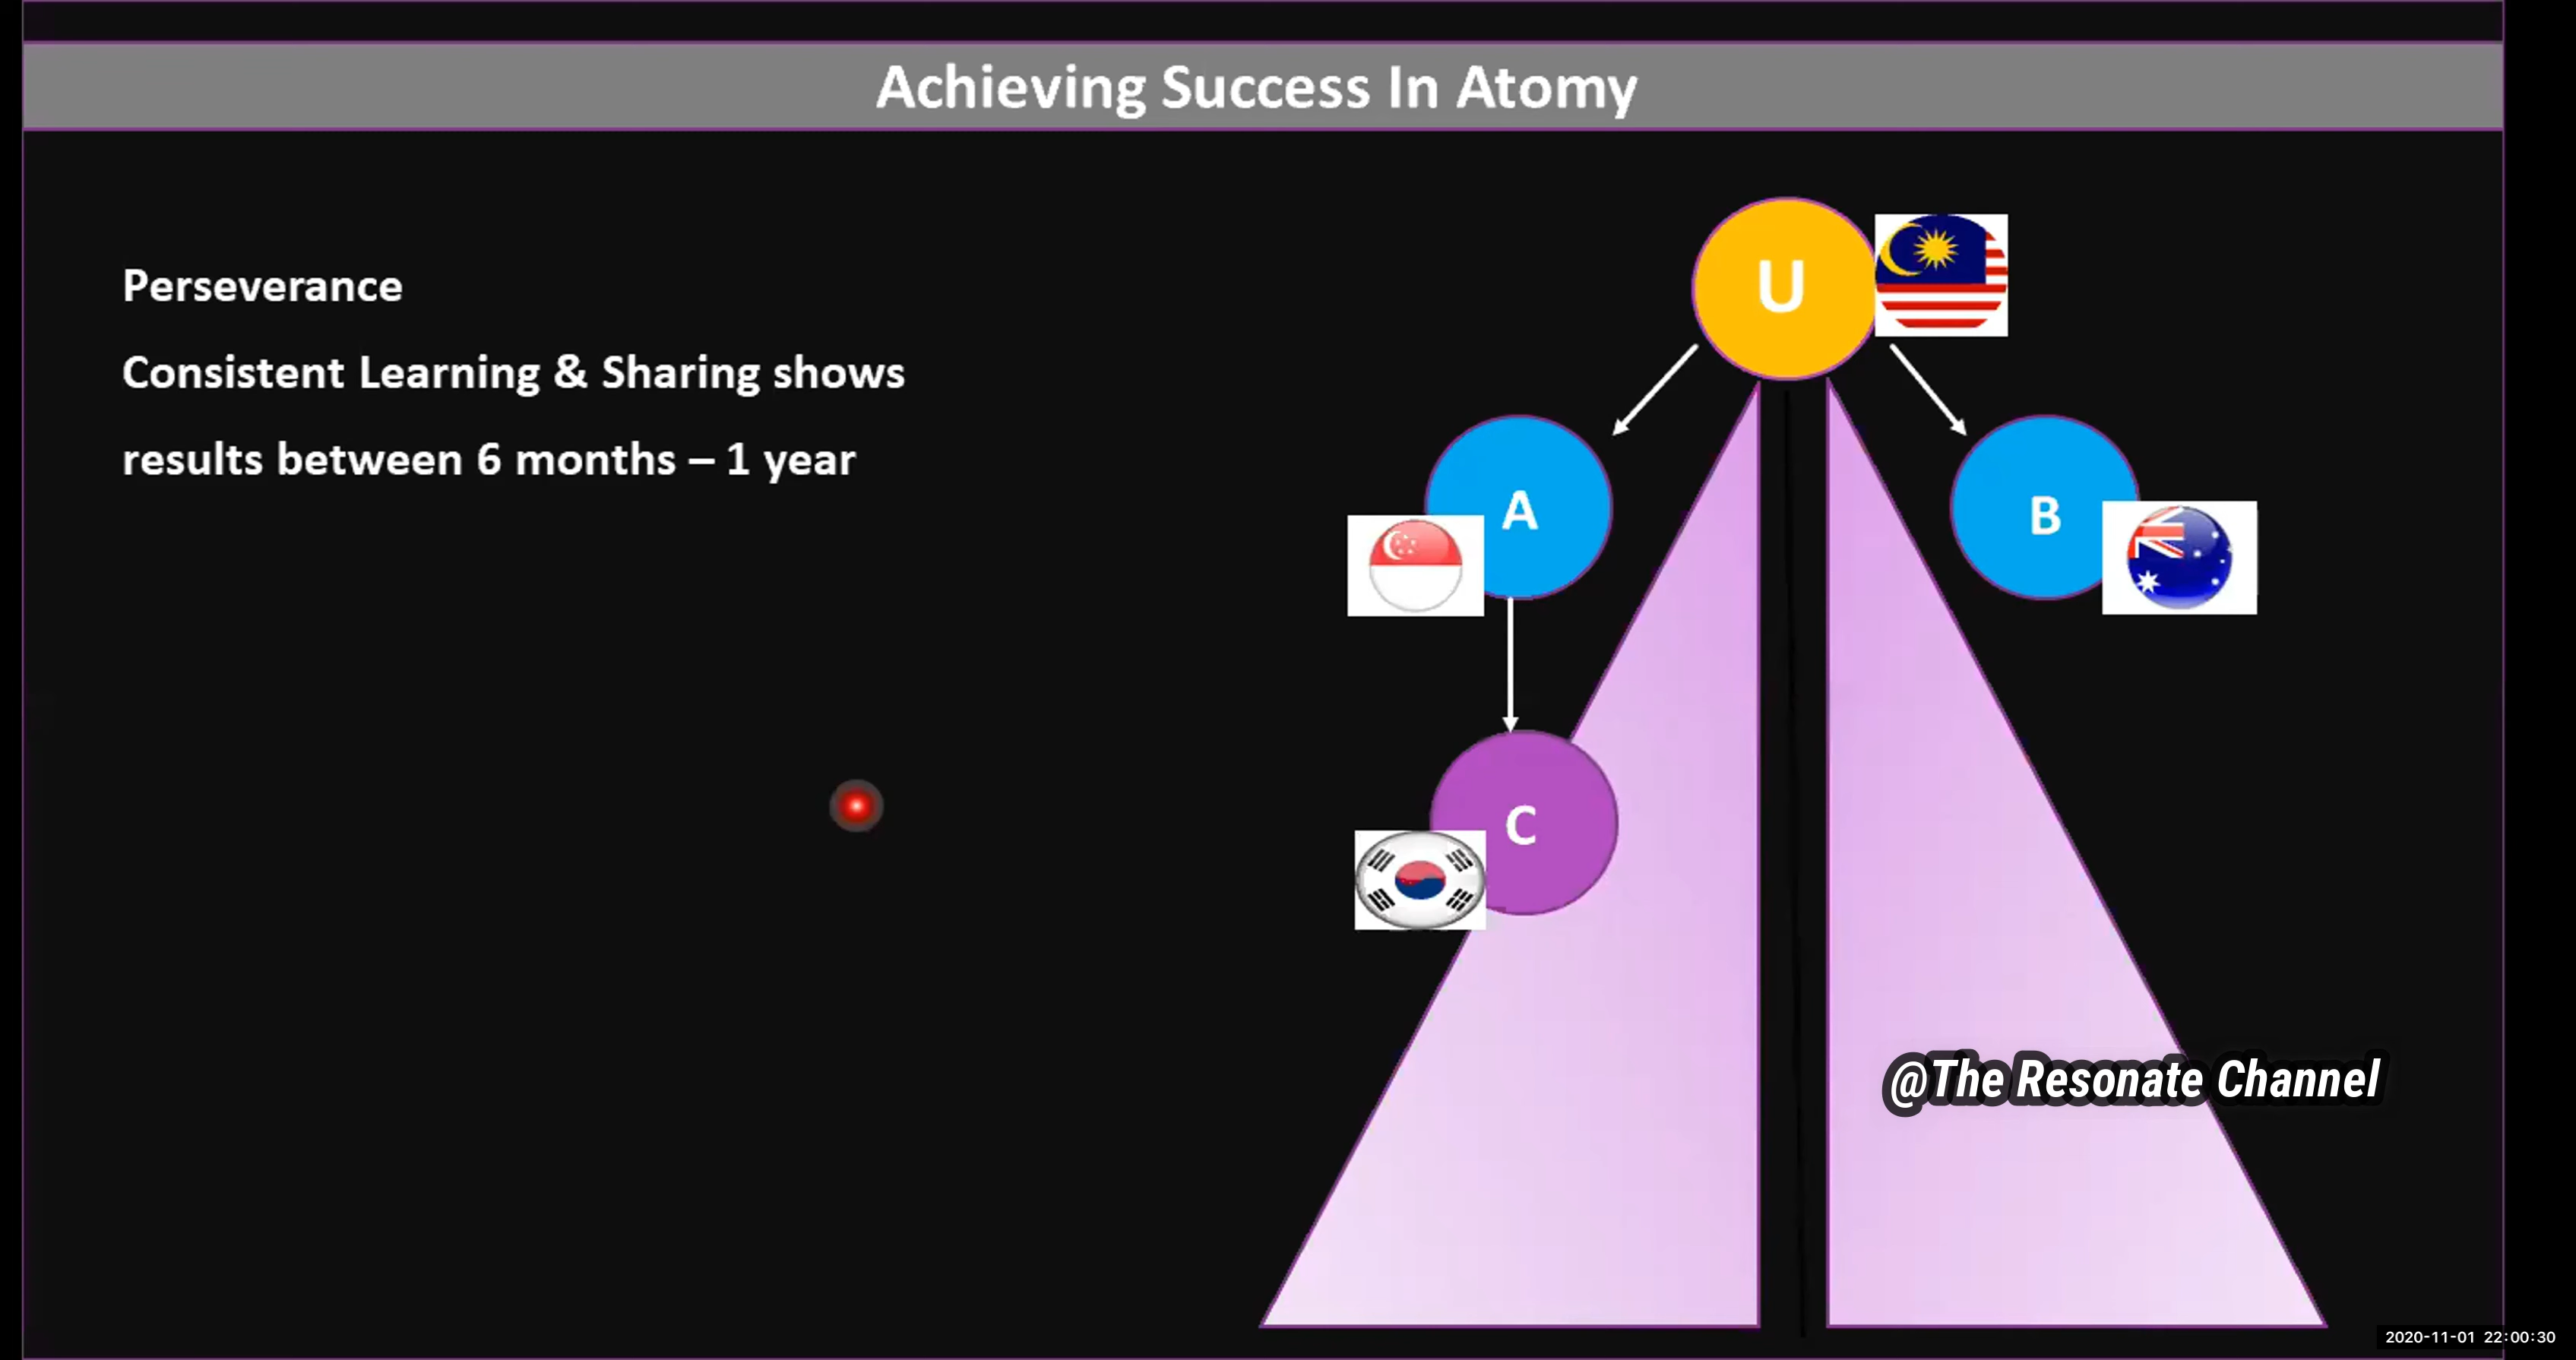 Achieving Success In Atomy
Perseverance
Consistent Learning & Sharing shows
results between 6 months – 1 year
U
A
B
C
@The Resonate Channel
2020-11-01 22:00:30